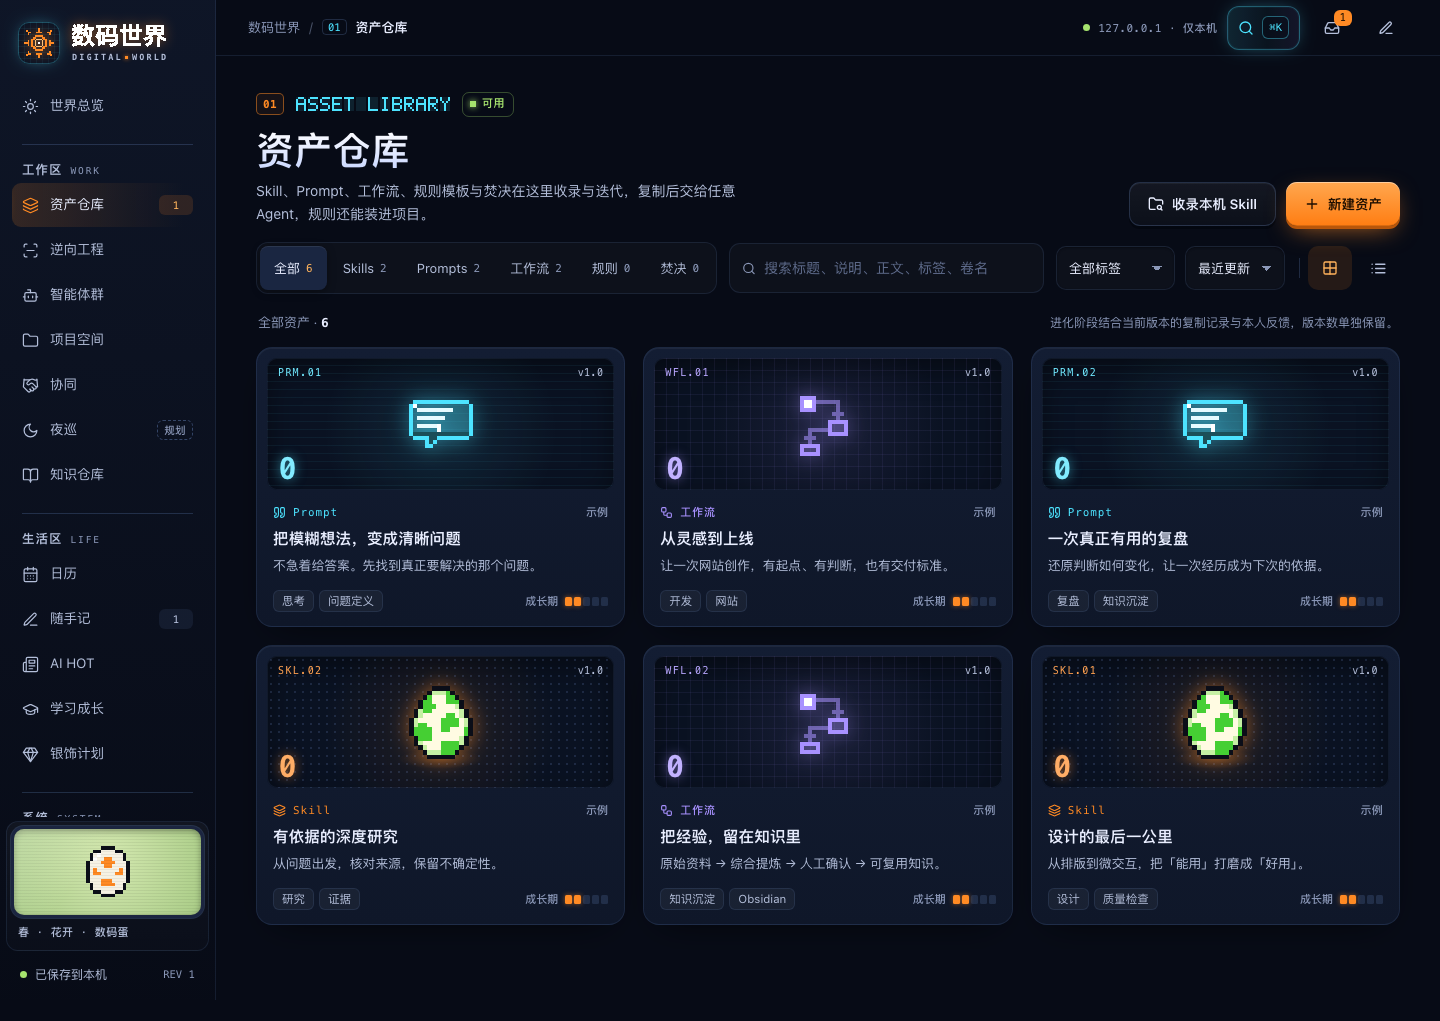 数码世界
DIGITAL WORLD
世界总览
工作区 WORK
资产仓库 1
逆向工程
智能体群
项目空间
协同
夜巡 规划
知识仓库
生活区 LIFE
日历
随手记 1
AI HOT
学习成长
银饰计划
春 · 花开 · 数码蛋
已保存到本机 REV 1
数码世界 / 01 资产仓库
127.0.0.1 · 仅本机
⌘K
1
01 ASSET LIBRARY 可用
资产仓库
Skill、Prompt、工作流、规则模板与焚决在这里收录与迭代，复制后交给任意
Agent，规则还能装进项目。
收录本机 Skill
新建资产
全部 6 Skills 2 Prompts 2 工作流 2 规则 0 焚决 0
搜索标题、说明、正文、标签、卷名
全部标签
最近更新
全部资产 · 6
进化阶段结合当前版本的复制记录与本人反馈，版本数单独保留。
PRM.01 v1.0
0
Prompt 示例
把模糊想法，变成清晰问题
不急着给答案。先找到真正要解决的那个问题。
思考 问题定义 成长期
WFL.01 v1.0
0
工作流 示例
从灵感到上线
让一次网站创作，有起点、有判断，也有交付标准。
开发 网站 成长期
PRM.02 v1.0
0
Prompt 示例
一次真正有用的复盘
还原判断如何变化，让一次经历成为下次的依据。
复盘 知识沉淀 成长期
SKL.02 v1.0
0
Skill 示例
有依据的深度研究
从问题出发，核对来源，保留不确定性。
研究 证据 成长期
WFL.02 v1.0
0
工作流 示例
把经验，留在知识里
原始资料 → 综合提炼 → 人工确认 → 可复用知识。
知识沉淀 Obsidian 成长期
SKL.01 v1.0
0
Skill 示例
设计的最后一公里
从排版到微交互，把「能用」打磨成「好用」。
设计 质量检查 成长期